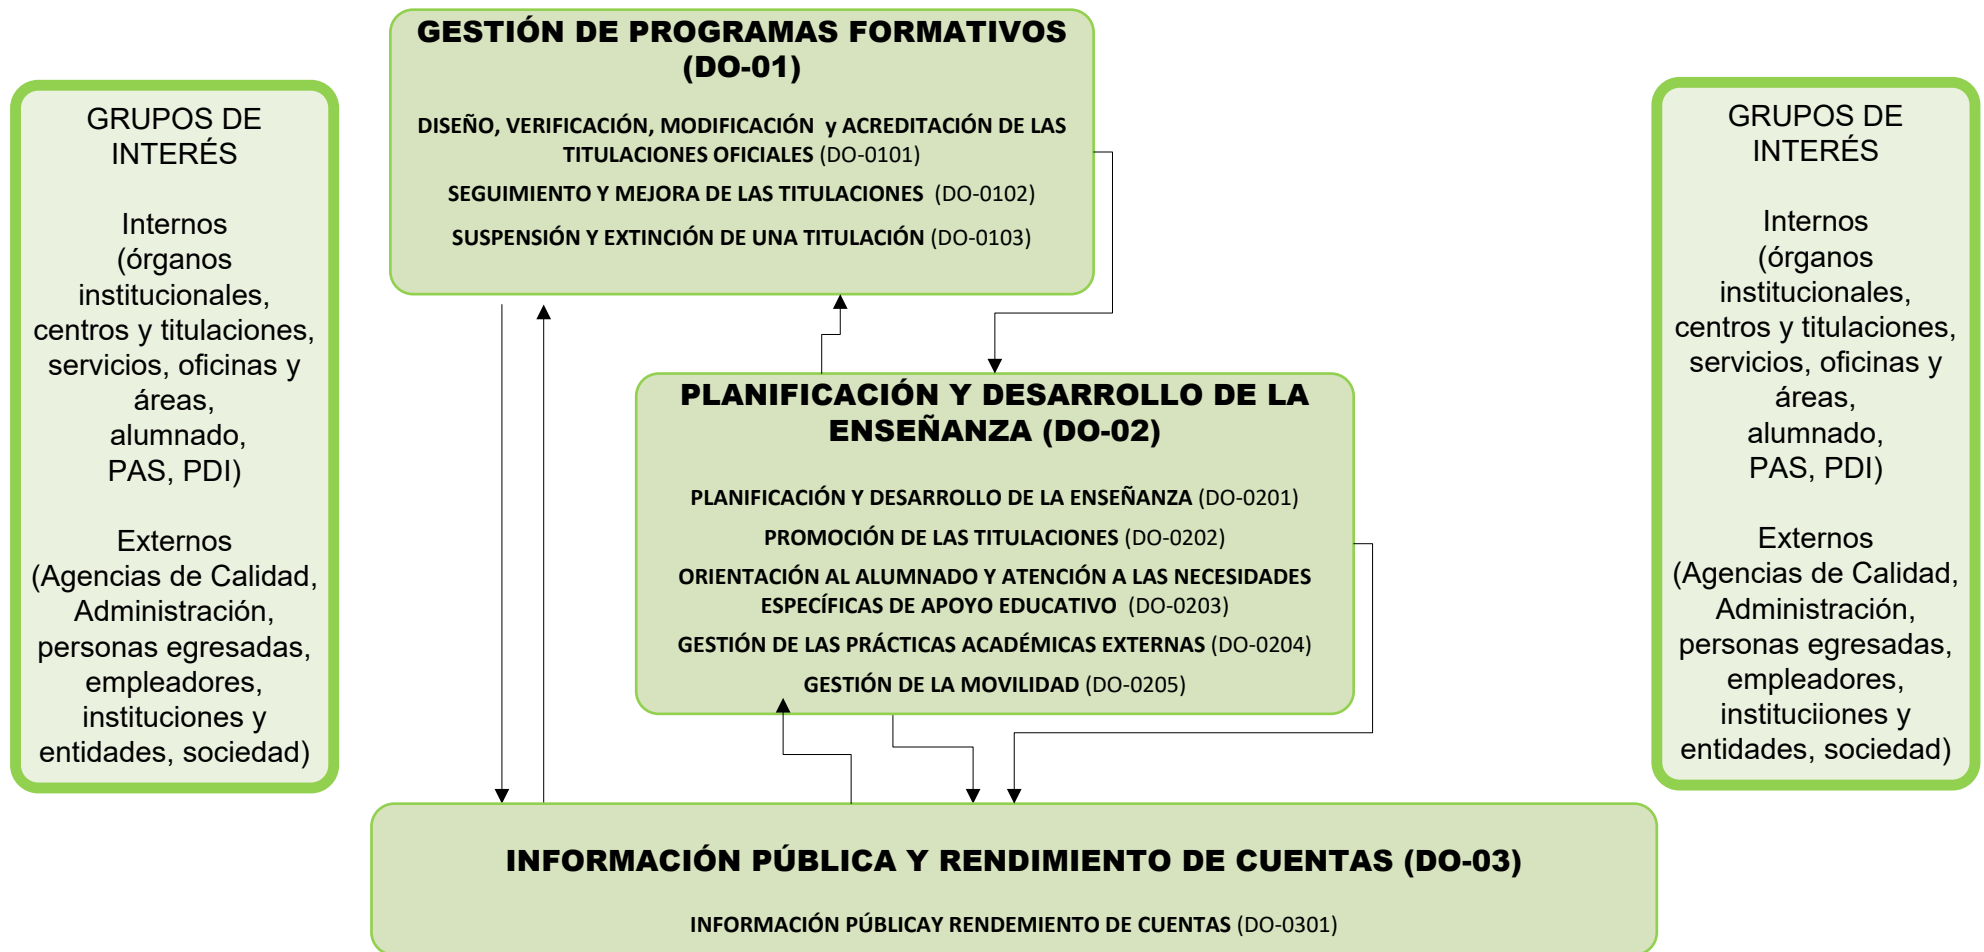 GESTIÓN DE PROGRAMAS FORMATIVOS
(DO-01)
DISEÑO, VERIFICACIÓN, MODIFICACIÓN y ACREDITACIÓN DE LAS
TITULACIONES OFICIALES (DO-0101)
SEGUIMIENTO Y MEJORA DE LAS TITULACIONES (DO-0102)
SUSPENSIÓN Y EXTINCIÓN DE UNA TITULACIÓN (DO-0103)
GRUPOS DE
INTERÉS
Internos
(órganos
institucionales,
centros y titulaciones,
servicios, oficinas y
áreas,
alumnado,
PAS, PDI)
Externos
(Agencias de Calidad,
Administración,
personas egresadas,
empleadores,
instituciones y
entidades, sociedad)
PLANIFICACIÓN Y DESARROLLO DE LA
ENSEÑANZA (DO-02)
PLANIFICACIÓN Y DESARROLLO DE LA ENSEÑANZA (DO-0201)
PROMOCIÓN DE LAS TITULACIONES (DO-0202)
ORIENTACIÓN AL ALUMNADO Y ATENCIÓN A LAS NECESIDADES
ESPECÍFICAS DE APOYO EDUCATIVO (DO-0203)
GESTIÓN DE LAS PRÁCTICAS ACADÉMICAS EXTERNAS (DO-0204)
GESTIÓN DE LA MOVILIDAD (DO-0205)
GRUPOS DE
INTERÉS
Internos
(órganos
institucionales,
centros y titulaciones,
servicios, oficinas y
áreas,
alumnado,
PAS, PDI)
Externos
(Agencias de Calidad,
Administración,
personas egresadas,
empleadores,
instituciiones y
entidades, sociedad)
INFORMACIÓN PÚBLICA Y RENDIMIENTO DE CUENTAS (DO-03)
INFORMACIÓN PÚBLICAY RENDEMIENTO DE CUENTAS (DO-0301)